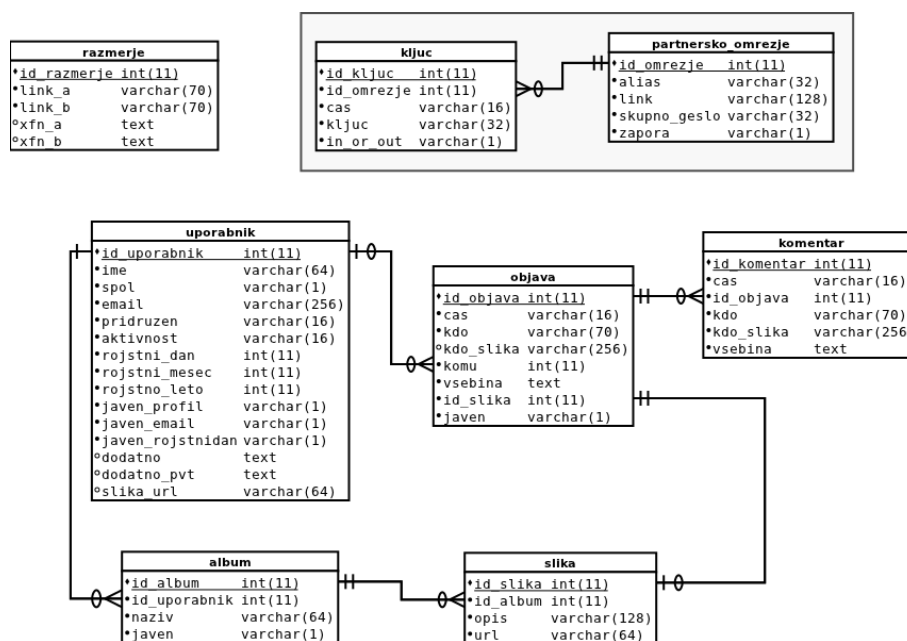 razmerje
♦id_razmerje int(11)
•link_a varchar(70)
•link_b varchar(70)
○xfn_a text
○xfn_b text
kljuc
♦id_kljuc int(11)
•id_omrezje int(11)
•cas varchar(16)
•kljuc varchar(32)
•in_or_out varchar(1)
partnersko_omrezje
♦id_omrezje int(11)
•alias varchar(32)
•link varchar(128)
•skupno_geslo varchar(32)
•zapora varchar(1)
uporabnik
♦id_uporabnik int(11)
•ime varchar(64)
•spol varchar(1)
•email varchar(256)
•pridruzen varchar(16)
•aktivnost varchar(16)
•rojstni_dan int(11)
•rojstni_mesec int(11)
•rojstno_leto int(11)
•javen_profil varchar(1)
•javen_email varchar(1)
•javen_rojstnidan varchar(1)
○dodatno text
○dodatno_pvt text
○slika_url varchar(64)
objava
♦id_objava int(11)
•cas varchar(16)
•kdo varchar(70)
○kdo_slika varchar(256)
•komu int(11)
•vsebina text
•id_slika int(11)
•javen varchar(1)
komentar
♦id_komentar int(11)
•cas varchar(16)
•id_objava int(11)
•kdo varchar(70)
•kdo_slika varchar(256
•vsebina text
album
♦id_album int(11)
•id_uporabnik int(11)
•naziv varchar(64)
•javen varchar(1)
slika
♦id_slika int(11)
•id_album int(11)
•opis varchar(128)
•url varchar(64)